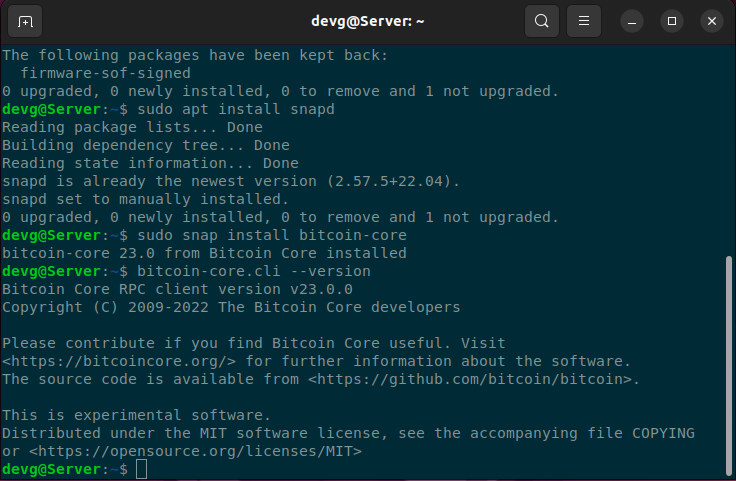 devg@Server: ~
The following packages have been kept back:
  firmware-sof-signed
0 upgraded, 0 newly installed, 0 to remove and 1 not upgraded.
devg@Server:~$ sudo apt install snapd
Reading package lists... Done
Building dependency tree... Done
Reading state information... Done
snapd is already the newest version (2.57.5+22.04).
snapd set to manually installed.
0 upgraded, 0 newly installed, 0 to remove and 1 not upgraded.
devg@Server:~$ sudo snap install bitcoin-core
bitcoin-core 23.0 from Bitcoin Core installed
devg@Server:~$ bitcoin-core.cli --version
Bitcoin Core RPC client version v23.0.0
Copyright (C) 2009-2022 The Bitcoin Core developers

Please contribute if you find Bitcoin Core useful. Visit
<https://bitcoincore.org/> for further information about the software.
The source code is available from <https://github.com/bitcoin/bitcoin>.

This is experimental software.
Distributed under the MIT software license, see the accompanying file COPYING
or <https://opensource.org/licenses/MIT>
devg@Server:~$